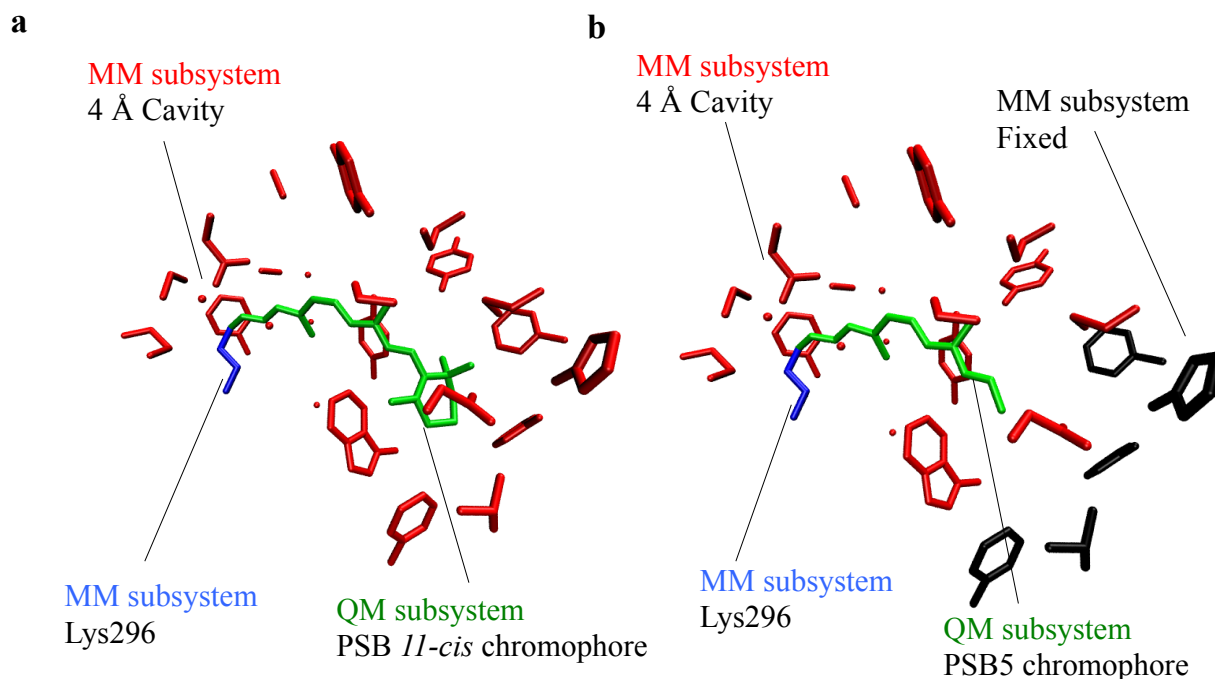 a
MM subsystem
4 Å Cavity
MM subsystem
Lys296
QM subsystem
PSB 11-cis chromophore
b
MM subsystem
4 Å Cavity
MM subsystem
Fixed
MM subsystem
Lys296
QM subsystem
PSB5 chromophore